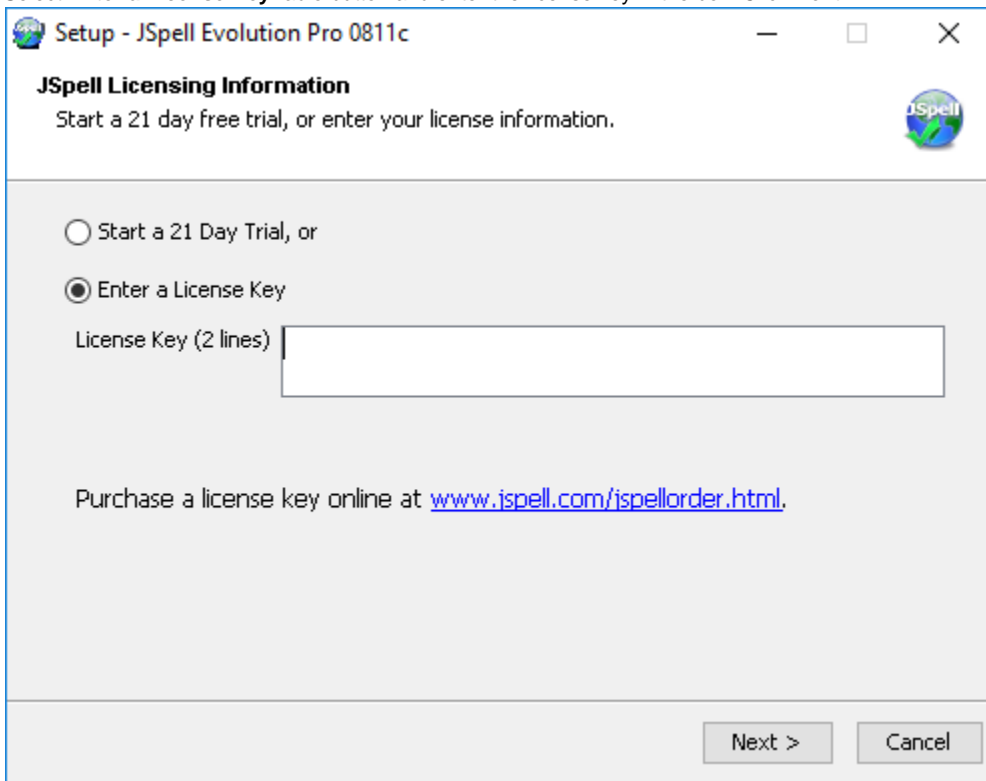 Setup - JSpell Evolution Pro 0811c
JSpell Licensing Information
Start a 21 day free trial, or enter your license information.
JSpell
Start a 21 Day Trial, or
Enter a License Key
License Key (2 lines)
Purchase a license key online at www.jspell.com/jspellorder.html.
Next >
Cancel